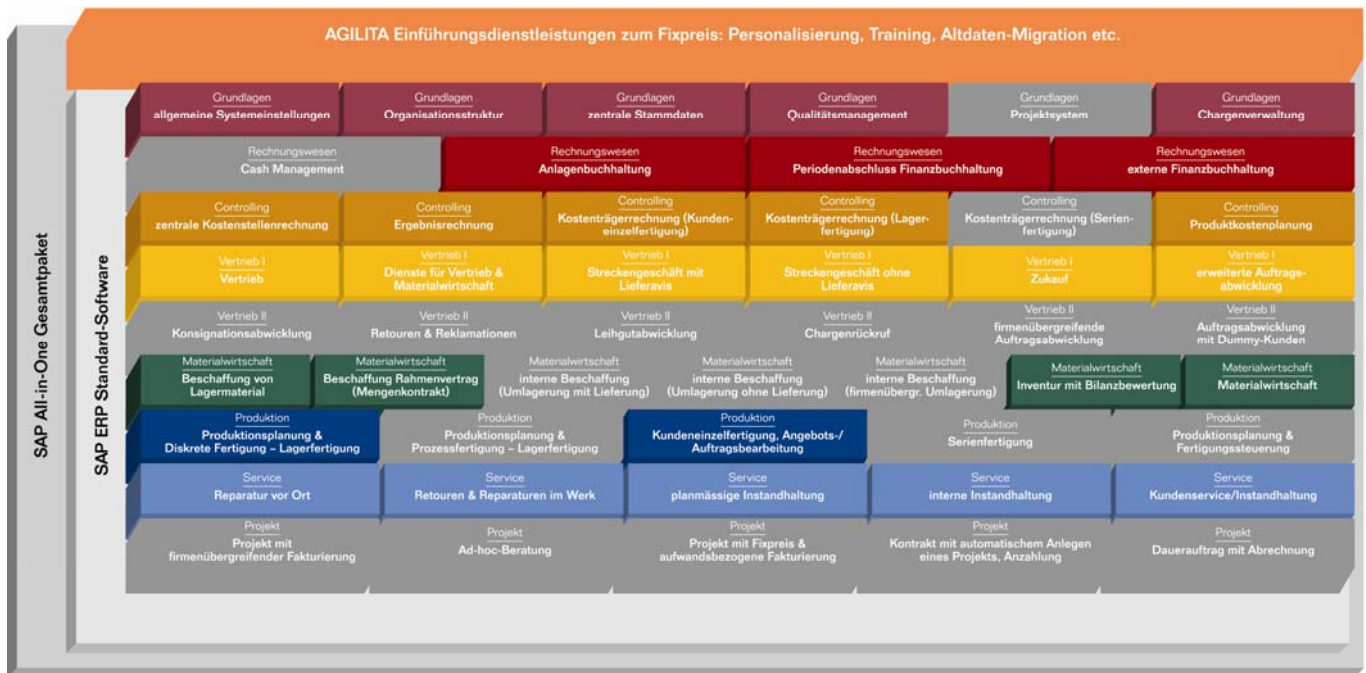 AGILITA Einführungsdienstleistungen zum Fixpreis: Personalisierung, Training, Altdaten-Migration etc.
SAP All-in-One Gesamtpaket
SAP ERP Standard-Software
Grundlagen
allgemeine Systemeinstellungen
Grundlagen
Organisationsstruktur
Grundlagen
zentrale Stammdaten
Grundlagen
Qualitätsmanagement
Grundlagen
Projektsystem
Grundlagen
Chargenverwaltung
Rechnungswesen
Cash Management
Rechnungswesen
Anlagenbuchhaltung
Rechnungswesen
Periodenabschluss Finanzbuchhaltung
Rechnungswesen
externe Finanzbuchhaltung
Controlling
zentrale Kostenstellenrechnung
Controlling
Ergebnisrechnung
Controlling
Kostenträgerrechnung (Kunden-
einzelfertigung)
Controlling
Kostenträgerrechnung (Lager-
fertigung)
Controlling
Kostenträgerrechnung (Serien-
fertigung)
Controlling
Produktkostenplanung
Vertrieb I
Vertrieb
Vertrieb I
Dienste für Vertrieb &
Materialwirtschaft
Vertrieb I
Streckengeschäft mit
Lieferavis
Vertrieb I
Streckengeschäft ohne
Lieferavis
Vertrieb I
Zukauf
Vertrieb I
erweiterte Auftrags-
abwicklung
Vertrieb II
Konsignationsabwicklung
Vertrieb II
Retouren & Reklamationen
Vertrieb II
Leihgutabwicklung
Vertrieb II
Chargenrückruf
Vertrieb II
firmenübergreifende
Auftragsabwicklung
Vertrieb II
Auftragsabwicklung
mit Dummy-Kunden
Materialwirtschaft
Beschaffung von
Lagermaterial
Materialwirtschaft
Beschaffung Rahmenvertrag
(Mengenkontrakt)
Materialwirtschaft
interne Beschaffung
(Umlagerung mit Lieferung)
Materialwirtschaft
interne Beschaffung
(Umlagerung ohne Lieferung)
Materialwirtschaft
interne Beschaffung
(firmenübergr. Umlagerung)
Materialwirtschaft
Inventur mit Bilanzbewertung
Materialwirtschaft
Materialwirtschaft
Produktion
Produktionsplanung &
Diskrete Fertigung – Lagerfertigung
Produktion
Produktionsplanung &
Prozessfertigung – Lagerfertigung
Produktion
Kundeneinzelfertigung, Angebots-/
Auftragsbearbeitung
Produktion
Serienfertigung
Produktion
Produktionsplanung &
Fertigungssteuerung
Service
Reparatur vor Ort
Service
Retouren & Reparaturen im Werk
Service
planmässige Instandhaltung
Service
interne Instandhaltung
Service
Kundenservice/Instandhaltung
Projekt
Projekt mit
firmenübergreifender Fakturierung
Projekt
Ad-hoc-Beratung
Projekt
Projekt mit Fixpreis &
aufwandsbezogene Fakturierung
Projekt
Kontrakt mit automatischem Anlegen
eines Projekts, Anzahlung
Projekt
Dauerauftrag mit Abrechnung